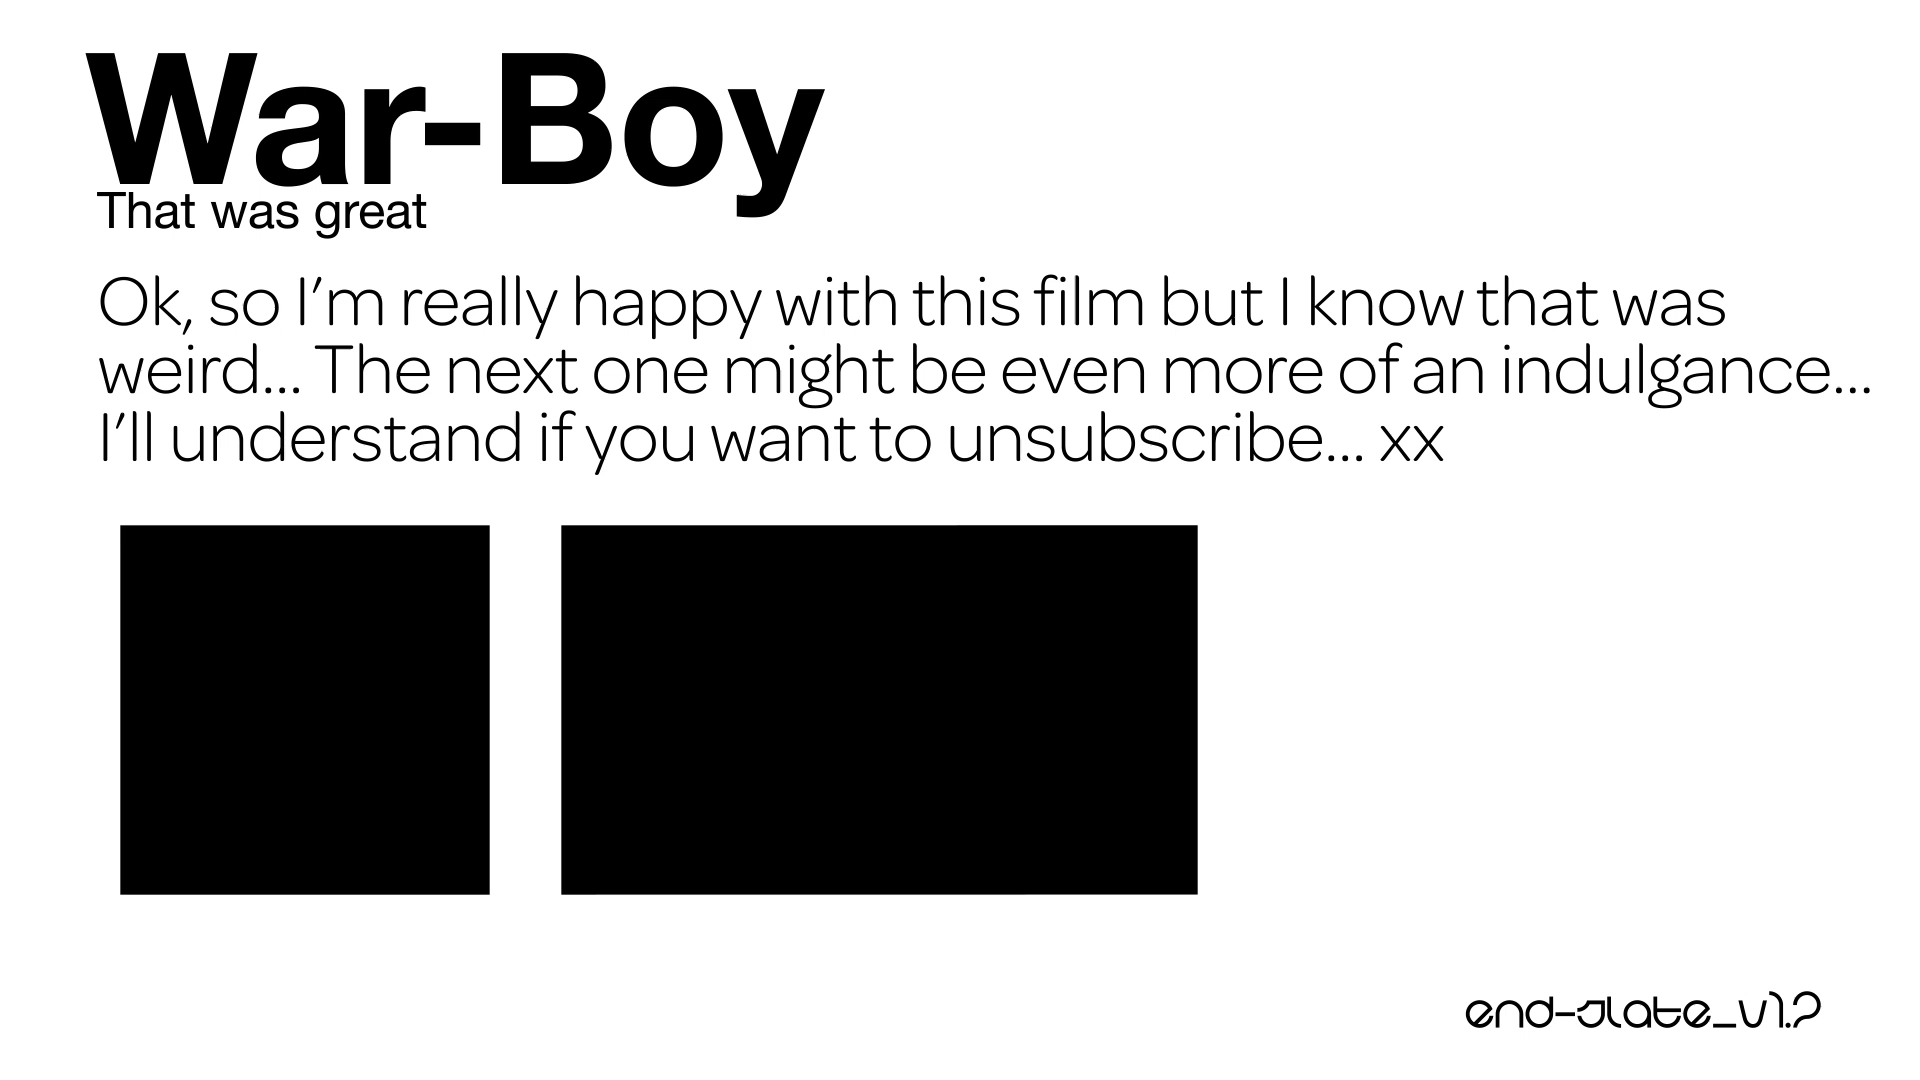 War-Boy
That was great
Ok, so I’m really happy with this film but I know that was
weird... The next one might be even more of an indulgance...
I’ll understand if you want to unsubscribe... xx
end-slate_v1.2